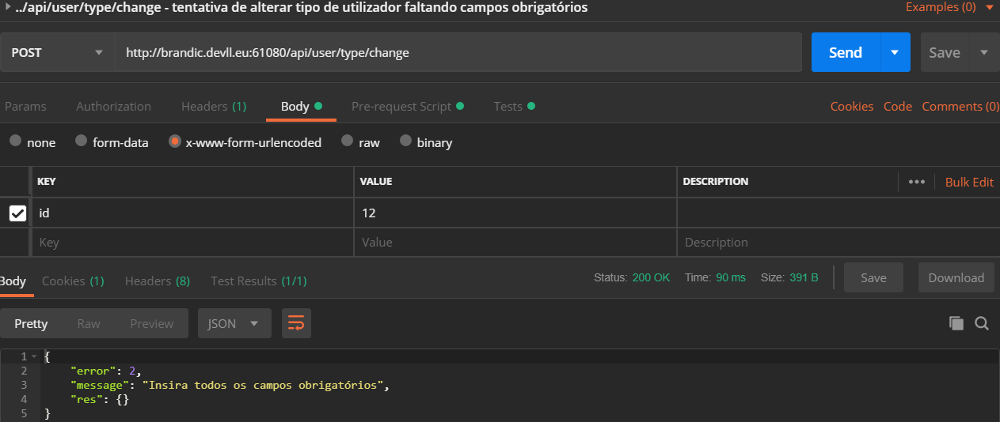 ../api/user/type/change - tentativa de alterar tipo de utilizador faltando campos obrigatórios
Examples (0)
POST
http://brandic.devll.eu:61080/api/user/type/change
Send
Save
Params Authorization Headers (1) Body Pre-request Script Tests Cookies Code Comments (0)
none form-data x-www-form-urlencoded raw binary
KEY VALUE DESCRIPTION ••• Bulk Edit
id 12
Key Value Description
Body Cookies (1) Headers (8) Test Results (1/1) Status: 200 OK Time: 90 ms Size: 391 B Save Download
Pretty Raw Preview JSON
1 {
2 "error": 2,
3 "message": "Insira todos os campos obrigatórios",
4 "res": {}
5 }